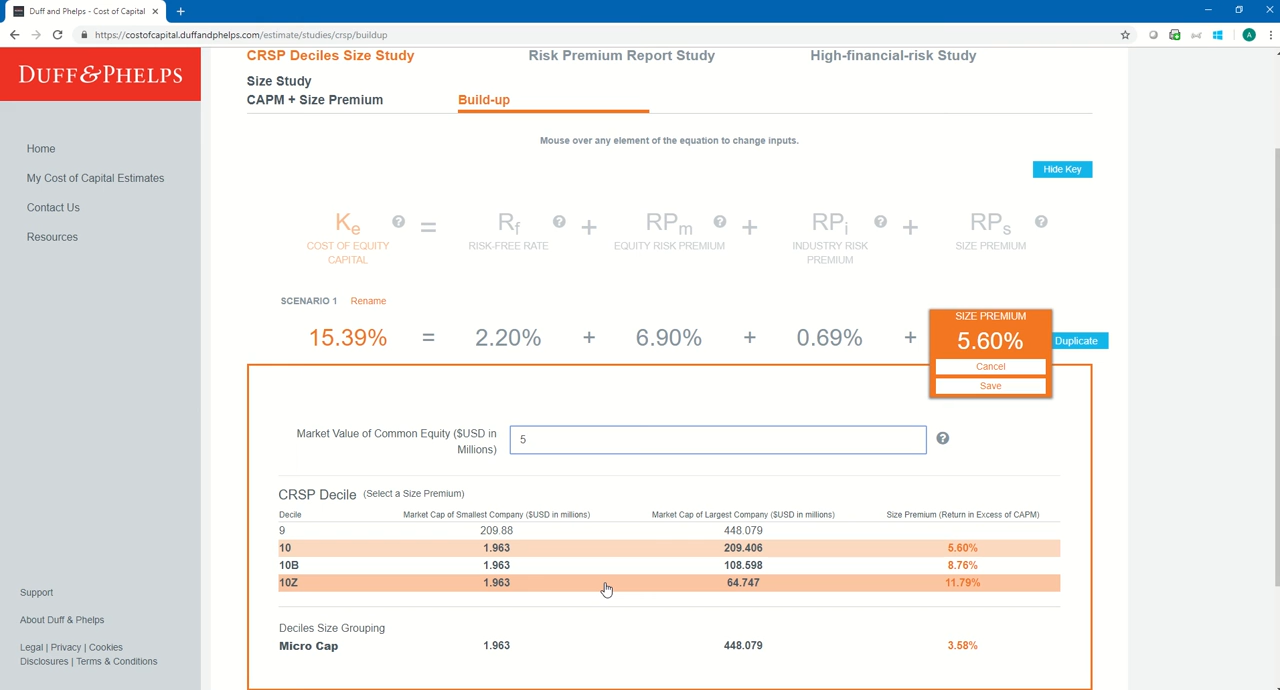 Duff and Phelps - Cost of Capital
https://costofcapital.duffandphelps.com/estimate/studies/crsp/buildup
A
DUFF&PHELPS
Home
My Cost of Capital Estimates
Contact Us
Resources
Support
About Duff & Phelps
Legal | Privacy | Cookies
Disclosures | Terms & Conditions
CRSP Deciles Size Study Risk Premium Report Study High-financial-risk Study
Size Study
CAPM + Size Premium Build-up
Mouse over any element of the equation to change inputs.
Hide Key
Ke ? = Rf ? + RPm ? + RPi ? + RPs ?
COST OF EQUITY CAPITAL RISK-FREE RATE EQUITY RISK PREMIUM INDUSTRY RISK PREMIUM SIZE PREMIUM
SCENARIO 1 Rename
SIZE PREMIUM
15.39% = 2.20% + 6.90% + 0.69% + 5.60% Duplicate
Cancel
Save
Market Value of Common Equity ($USD in
Millions)
5 ?
CRSP Decile (Select a Size Premium)
Decile Market Cap of Smallest Company ($USD in millions) Market Cap of Largest Company ($USD in millions) Size Premium (Return in Excess of CAPM)
9 209.88 448.079
10 1.963 209.406 5.60%
10B 1.963 108.598 8.76%
10Z 1.963 64.747 11.79%
Deciles Size Grouping
Micro Cap 1.963 448.079 3.58%